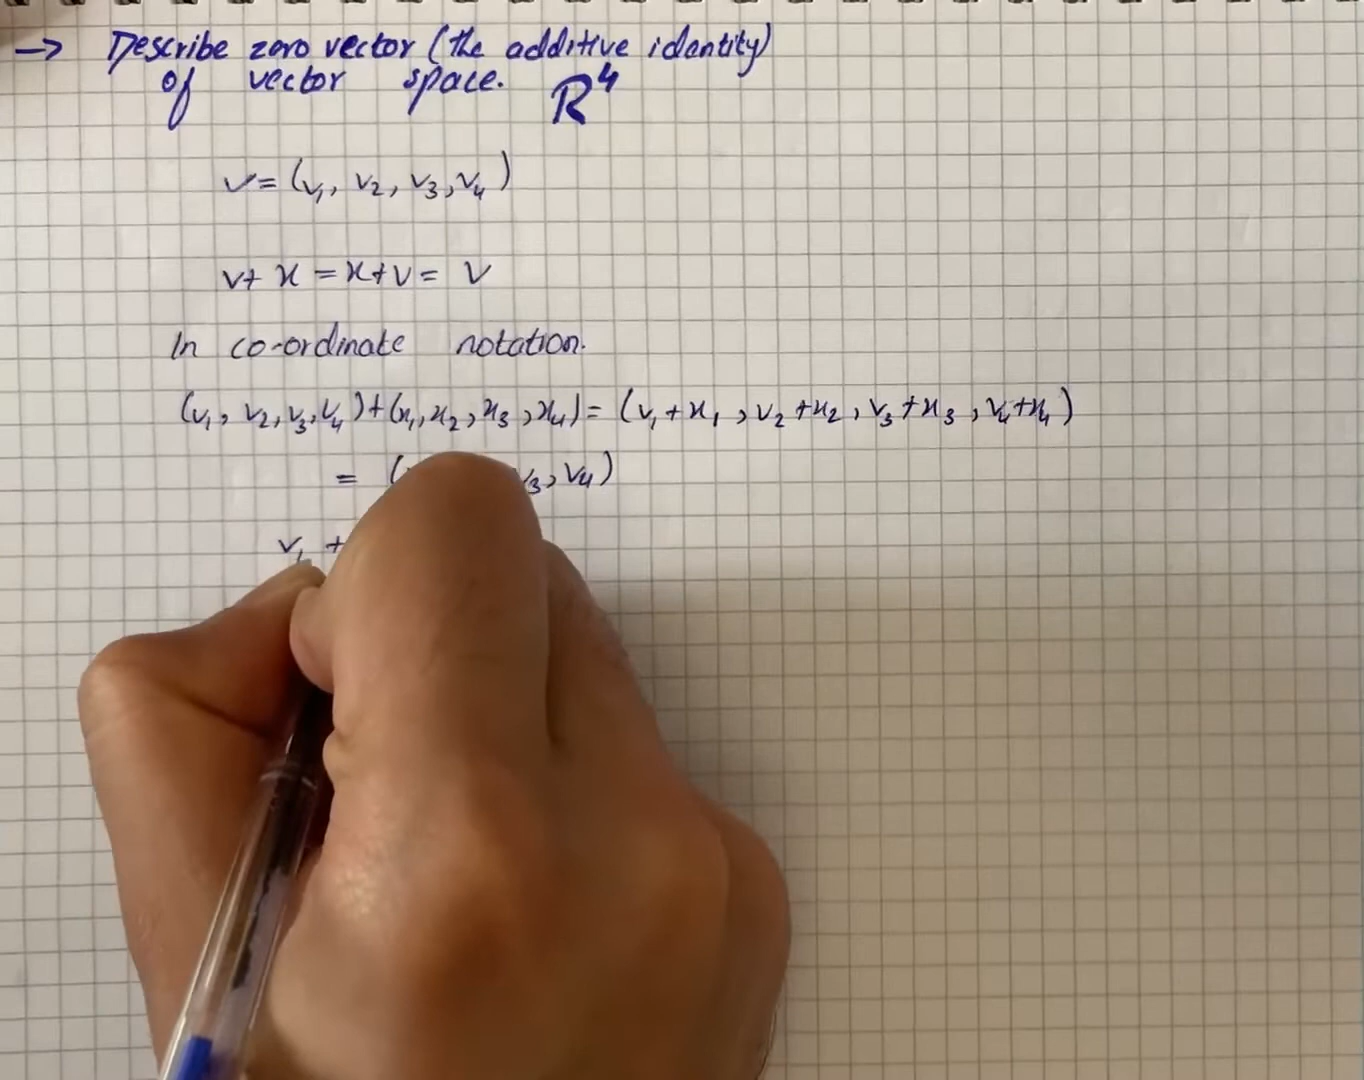 → Describe zero vector (the additive identity)
of vector space. R⁴
v = (v₁, v₂, v₃, v₄)
v + x = x + v = v
In co-ordinate notation.
(v₁, v₂, v₃, v₄) + (x₁, x₂, x₃, x₄) = (v₁ + x₁, v₂ + x₂, v₃ + x₃, v₄ + x₄)
= ( v₃, v₄)
v₁ +